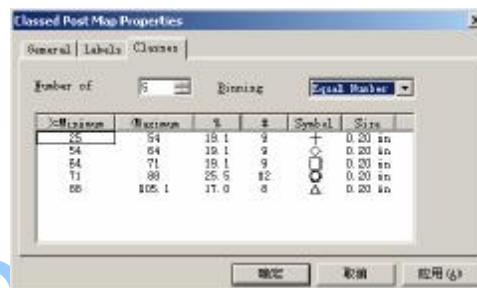 Classed Post Map Properties
General Labels Classes
Number of 5 Binning Equal Number
>=Minimum <Maximum % # Symbol Size
25 54 19.1 9 0.20 in
54 64 19.1 9 0.20 in
64 71 19.1 9 0.20 in
71 88 25.5 12 0.20 in
88 105.1 17.0 8 0.20 in
确定 取消 应用(A)